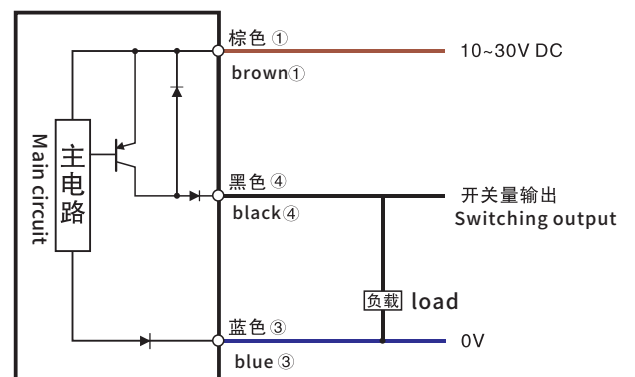 棕色 ①
10~30V DC
brown①
主电路
Main circuit
黑色 ④
开关量输出
black④
Switching output
负载 load
蓝色 ③
0V
blue ③